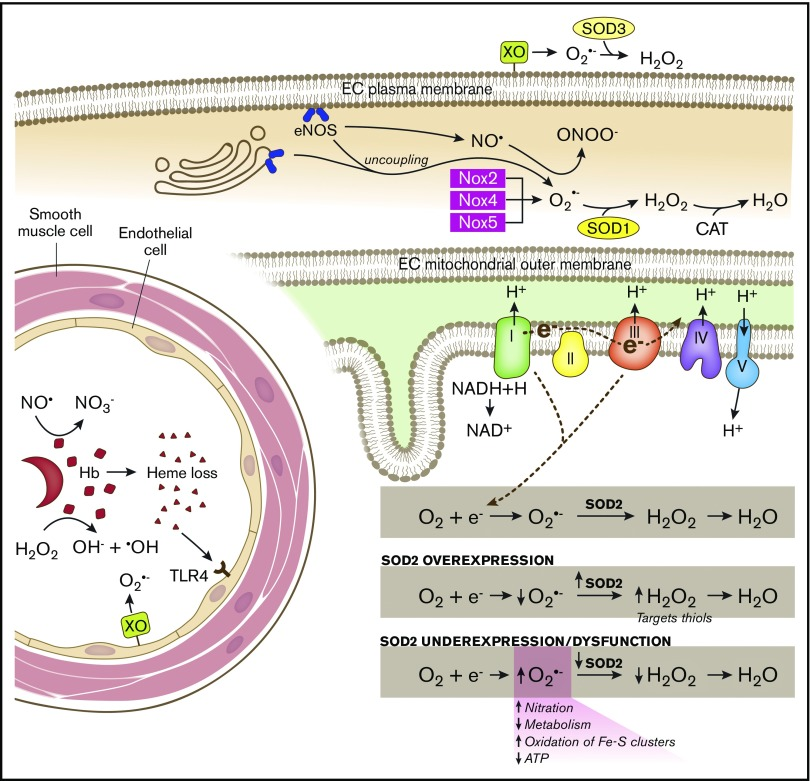 SOD3
XO → O₂•⁻ → H₂O₂
EC plasma membrane
eNOS
NO•
ONOO⁻
uncoupling
Nox2
Nox4
Nox5
O₂•⁻ → H₂O₂ → H₂O
SOD1
CAT
Smooth
muscle cell
Endothelial
cell
EC mitochondrial outer membrane
H⁺
H⁺
H⁺
H⁺
I
e⁻
II
III
e⁻
IV
V
NADH+H
NAD⁺
H⁺
NO•
NO₃⁻
Hb → Heme loss
H₂O₂
OH⁻ + •OH
TLR4
O₂•⁻
XO
O₂ + e⁻ → O₂•⁻ → SOD2 H₂O₂ → H₂O
SOD2 OVEREXPRESSION
O₂ + e⁻ → ↓O₂•⁻ → ↑SOD2 ↑H₂O₂ → H₂O
Targets thiols
SOD2 UNDEREXPRESSION/DYSFUNCTION
O₂ + e⁻ → ↑O₂•⁻ → ↓SOD2 ↓H₂O₂ → H₂O
↑ Nitration
↓ Metabolism
↑ Oxidation of Fe-S clusters
↓ ATP